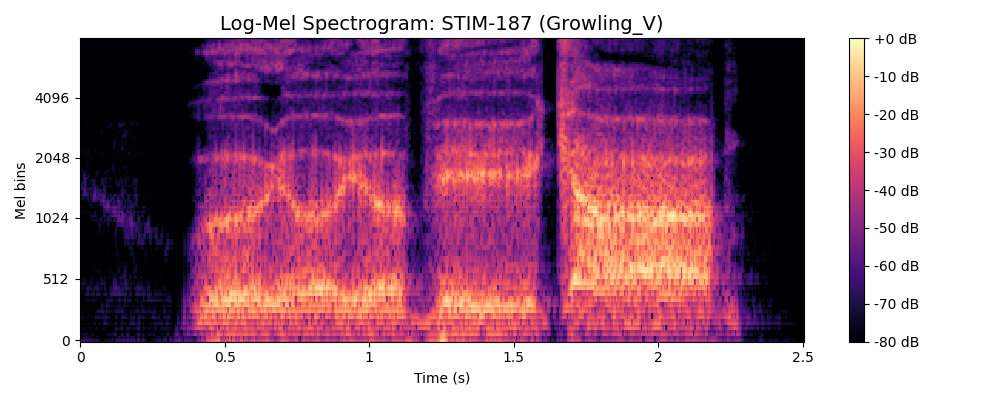 Log-Mel Spectrogram: STIM-187 (Growling_V)
+0 dB
-10 dB
-20 dB
-30 dB
-40 dB
-50 dB
-60 dB
-70 dB
-80 dB
Mel bins
4096
2048
1024
512
0
0
0.5
1
1.5
2
2.5
Time (s)